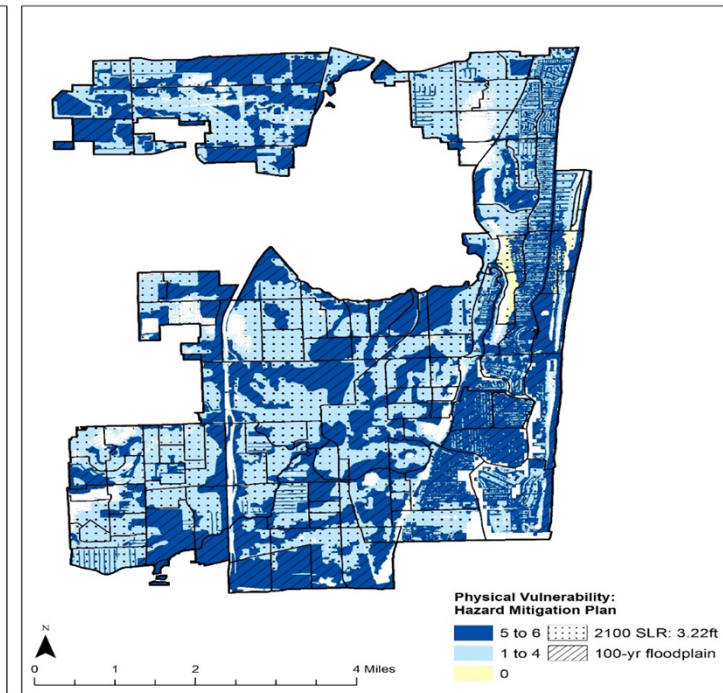 Physical Vulnerability:
Hazard Mitigation Plan
5 to 6 2100 SLR: 3.22ft
1 to 4 100-yr floodplain
0
N
0 1 2 4 Miles